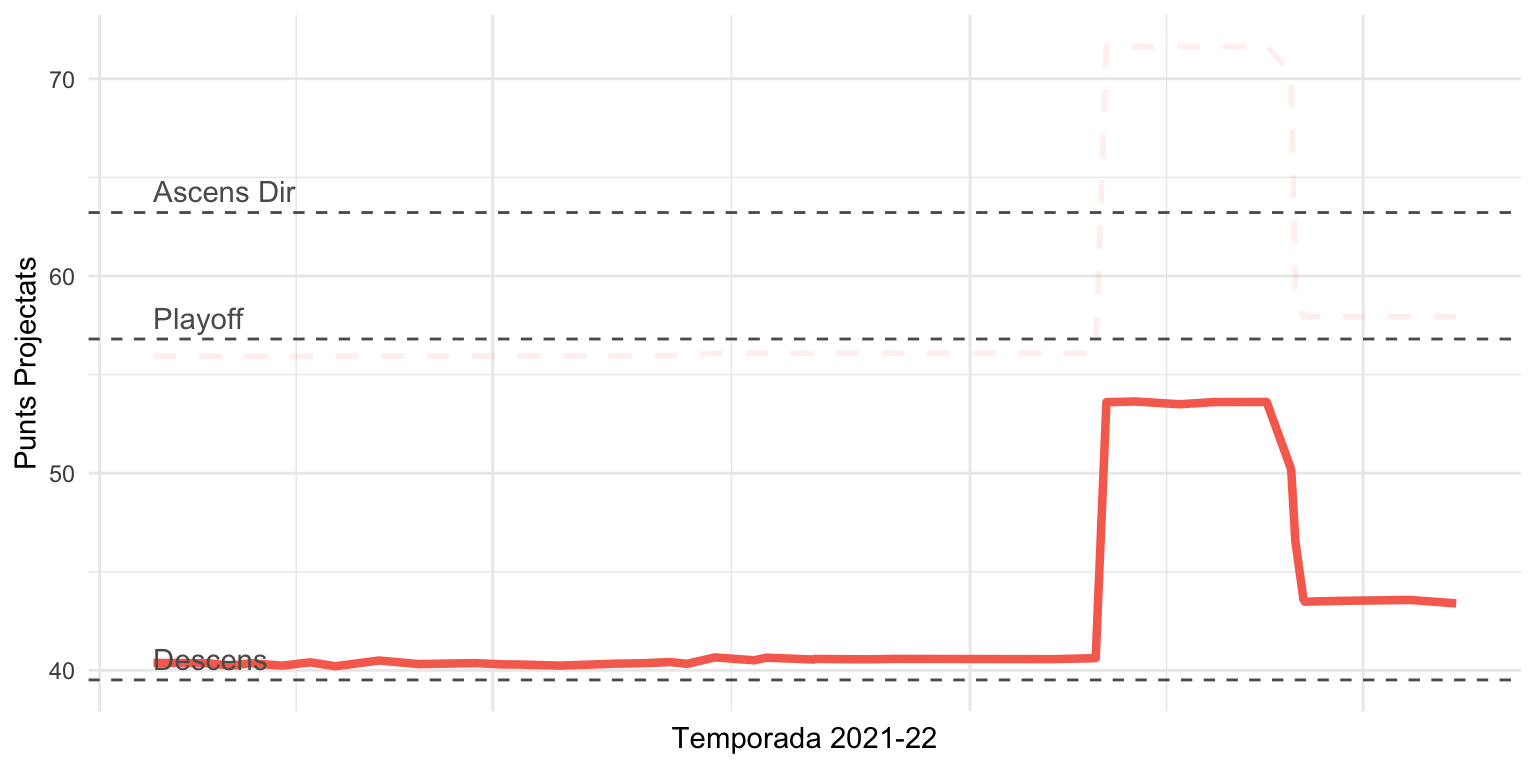 70
60
50
40
Punts Projectats
Ascens Dir
Playoff
Descens
Temporada 2021-22